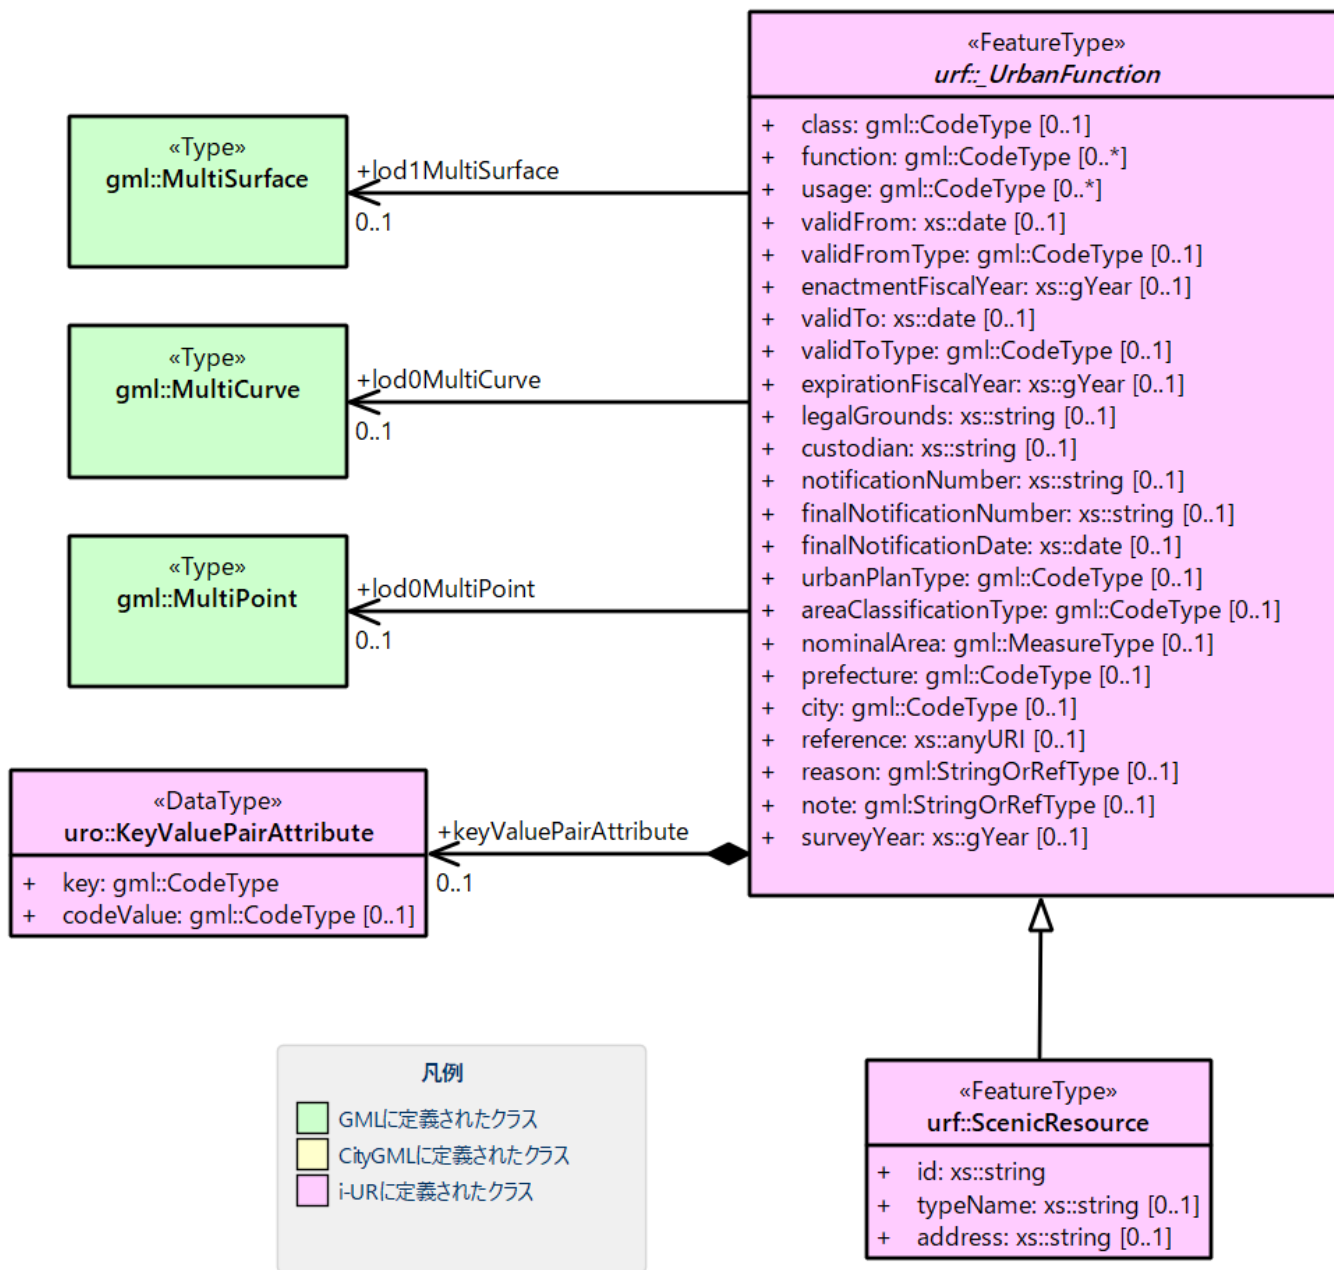 «FeatureType»
urf::_UrbanFunction
+ class: gml::CodeType [0..1]
+ function: gml::CodeType [0..*]
+ usage: gml::CodeType [0..*]
+ validFrom: xs::date [0..1]
+ validFromType: gml::CodeType [0..1]
+ enactmentFiscalYear: xs::gYear [0..1]
+ validTo: xs::date [0..1]
+ validToType: gml::CodeType [0..1]
+ expirationFiscalYear: xs::gYear [0..1]
+ legalGrounds: xs::string [0..1]
+ custodian: xs::string [0..1]
+ notificationNumber: xs::string [0..1]
+ finalNotificationNumber: xs::string [0..1]
+ finalNotificationDate: xs::date [0..1]
+ urbanPlanType: gml::CodeType [0..1]
+ areaClassificationType: gml::CodeType [0..1]
+ nominalArea: gml::MeasureType [0..1]
+ prefecture: gml::CodeType [0..1]
+ city: gml::CodeType [0..1]
+ reference: xs::anyURI [0..1]
+ reason: gml:StringOrRefType [0..1]
+ note: gml:StringOrRefType [0..1]
+ surveyYear: xs::gYear [0..1]
«Type»
gml::MultiSurface
+lod1MultiSurface
0..1
«Type»
gml::MultiCurve
+lod0MultiCurve
0..1
«Type»
gml::MultiPoint
+lod0MultiPoint
0..1
«DataType»
uro::KeyValuePairAttribute
+ key: gml::CodeType
+ codeValue: gml::CodeType [0..1]
+keyValuePairAttribute
0..1
凡例
GMLに定義されたクラス
CityGMLに定義されたクラス
i-URに定義されたクラス
«FeatureType»
urf::ScenicResource
+ id: xs::string
+ typeName: xs::string [0..1]
+ address: xs::string [0..1]